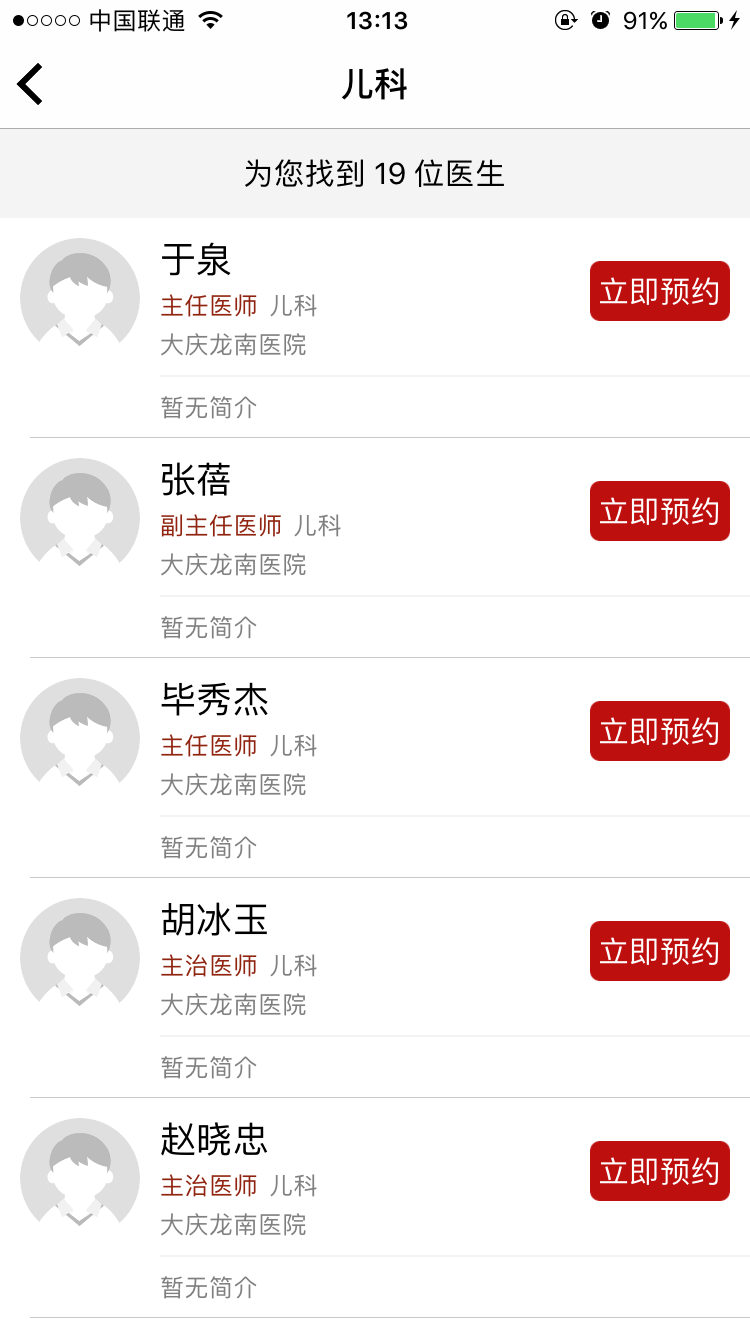 中国联通 13:13 91%
儿科
为您找到 19 位医生
于泉
主任医师 儿科
立即预约
大庆龙南医院
暂无简介
张蓓
副主任医师 儿科
立即预约
大庆龙南医院
暂无简介
毕秀杰
主任医师 儿科
立即预约
大庆龙南医院
暂无简介
胡冰玉
主治医师 儿科
立即预约
大庆龙南医院
暂无简介
赵晓忠
主治医师 儿科
立即预约
大庆龙南医院
暂无简介